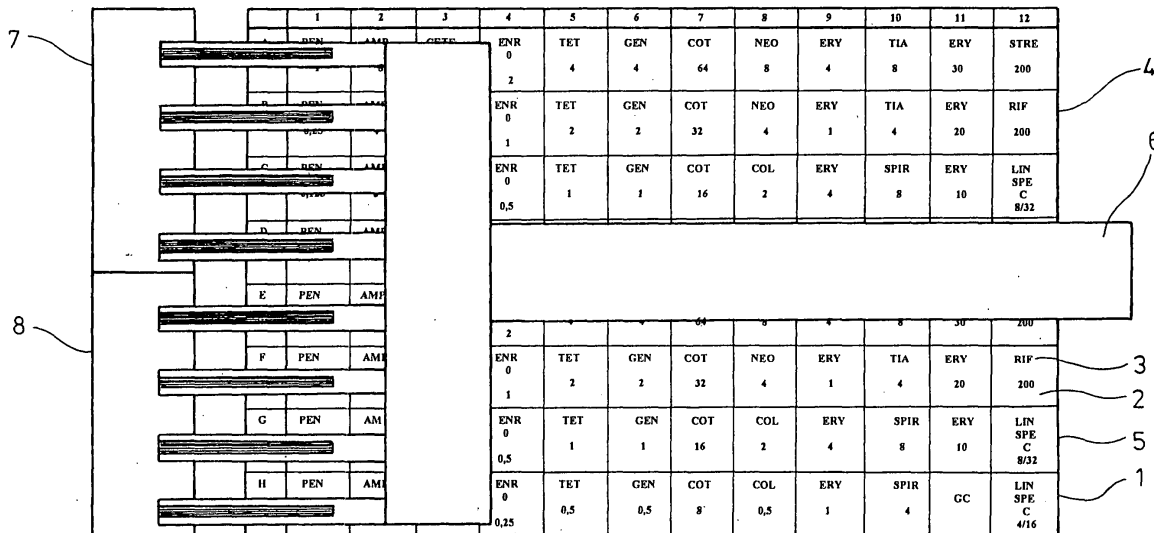 1 2 3 4 5 6 7 8 9 10 11 12
ENR TET GEN COT NEO ERY TIA ERY STRE
0
4 4 64 8 4 8 30 200
2
ENR TET GEN COT NEO ERY TIA ERY RIF
0
2 2 32 4 1 4 20 200
1
ENR TET GEN COT COL ERY SPIR ERY LIN
0 SPE
1 1 16 2 4 8 10 C
0,5 8/32
E PEN AMP
2
F PEN AMP ENR TET GEN COT NEO ERY TIA ERY RIF
0
2 2 32 4 1 4 20 200
1
G PEN AM ENR TET GEN COT COL ERY SPIR ERY LIN
0 SPE
1 1 16 2 4 8 10 C
0,5 8/32
H PEN AM ENR TET GEN COT COL ERY SPIR GC LIN
0 SPE
0,5 0,5 8 0,5 1 4 C
0,25 4/16
7
8
4
6
3
2
5
1